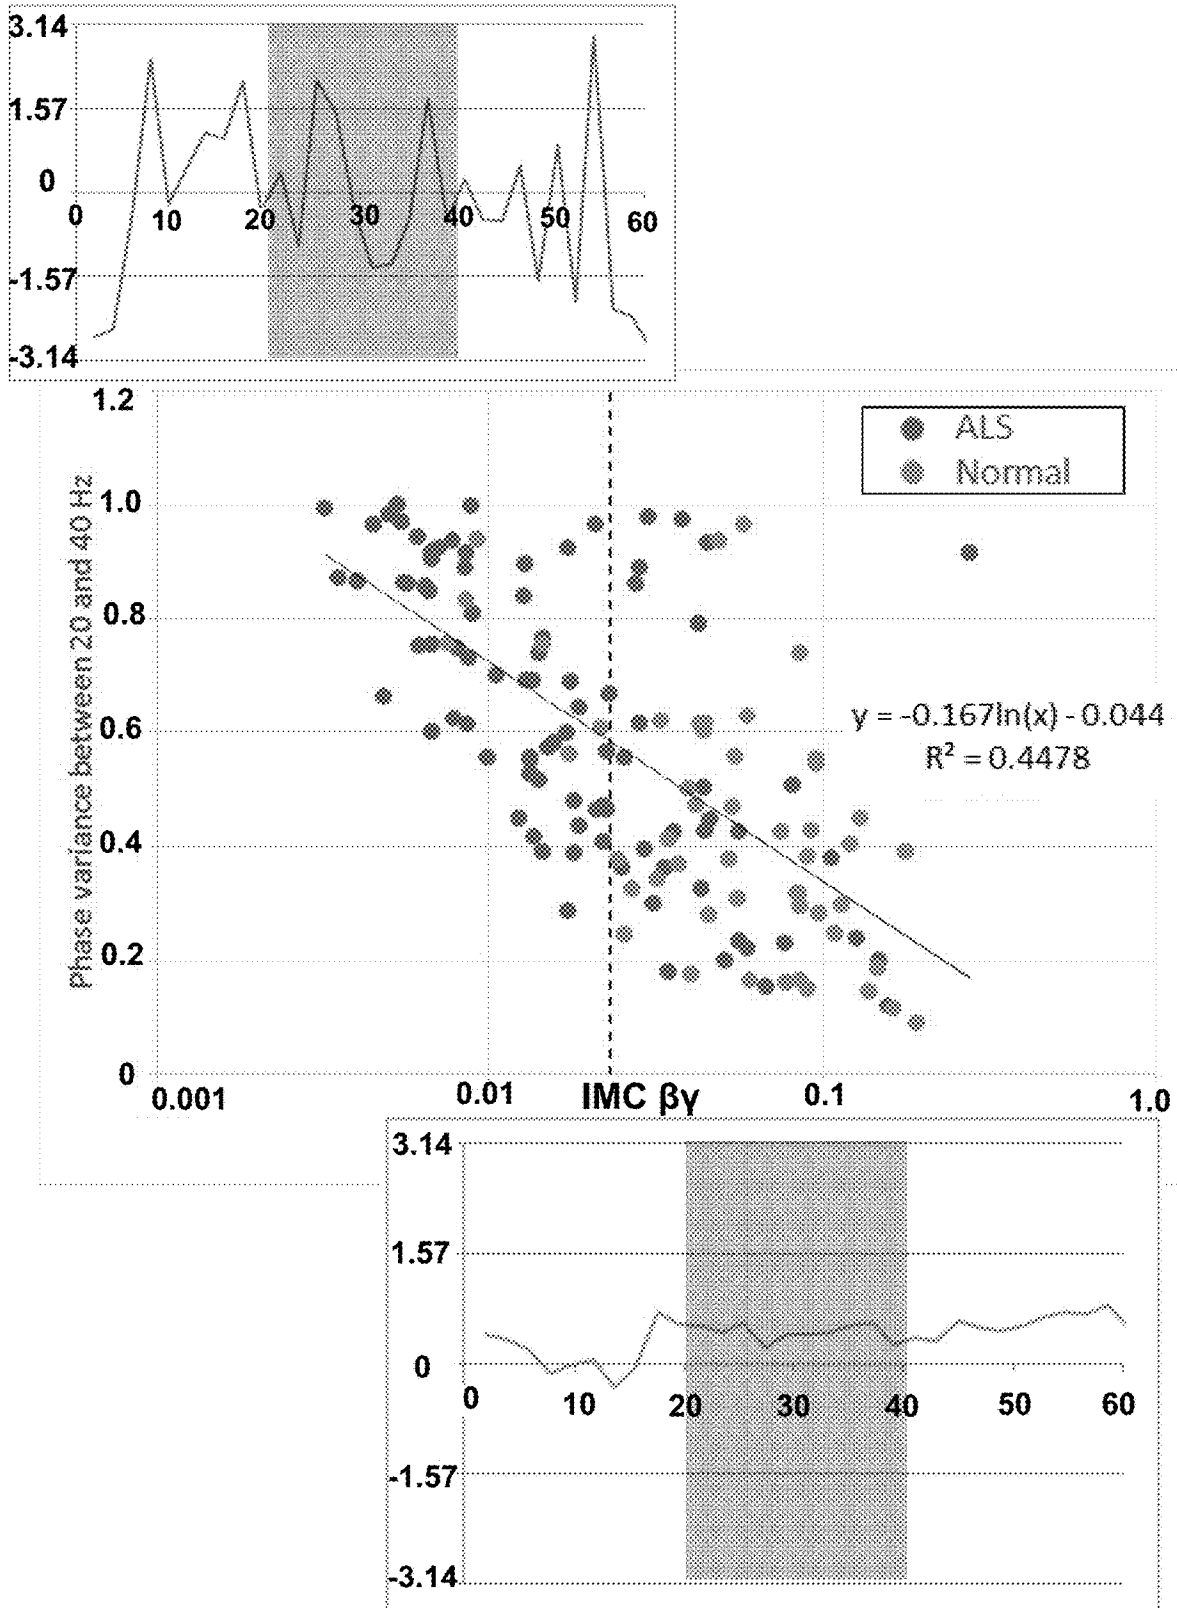 3.14
1.57
0
0 10 20 30 40 50 60
-1.57
-3.14
1.2
ALS
Normal
1.0
0.8
y = -0.167ln(x) - 0.044
R² = 0.4478
0.6
0.4
0.2
0
Phase variance between 20 and 40 Hz
0.001 0.01 IMC βγ 0.1 1.0
3.14
1.57
0
0 10 20 30 40 50 60
-1.57
-3.14